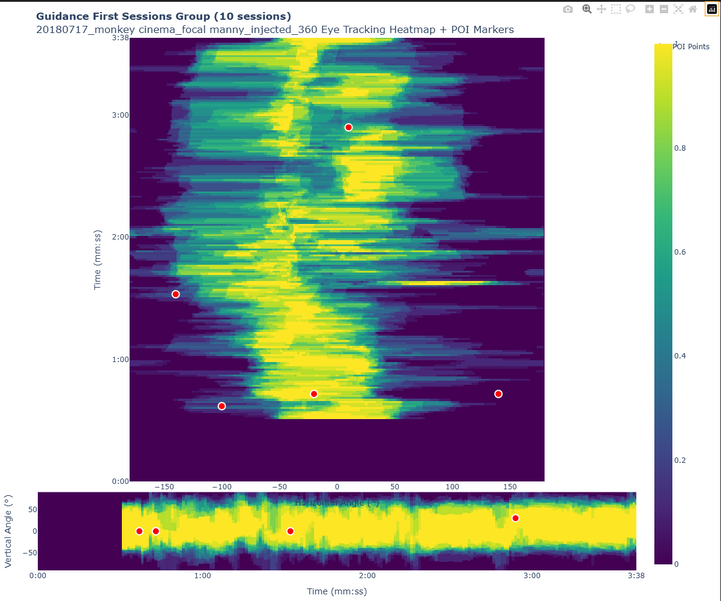 Guidance First Sessions Group (10 sessions)
20180717_monkey cinema_focal manny_injected_360 Eye Tracking Heatmap + POI Markers
3:38
3:00
2:00
1:00
0:00
Time (mm:ss)
−150 −100 −50 0 50 100 150
1 POI Points
0.8
0.6
0.4
0.2
0
Vertical Angle (°)
50
0
−50
0:00 1:00 2:00 3:00 3:38
Time (mm:ss)